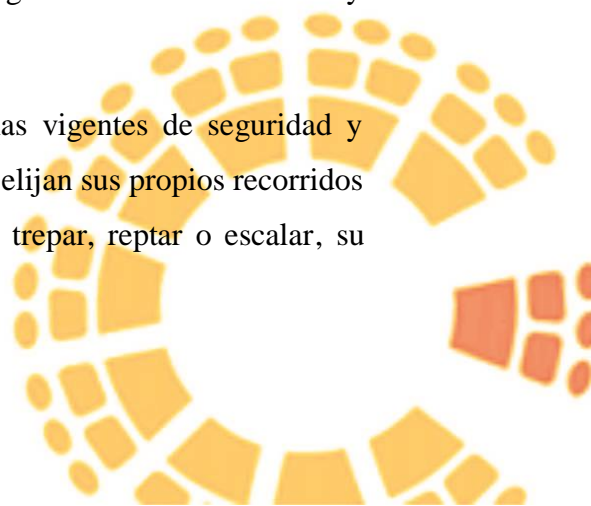 y
as vigentes de seguridad y
elijan sus propios recorridos
trepar, reptar o escalar, su